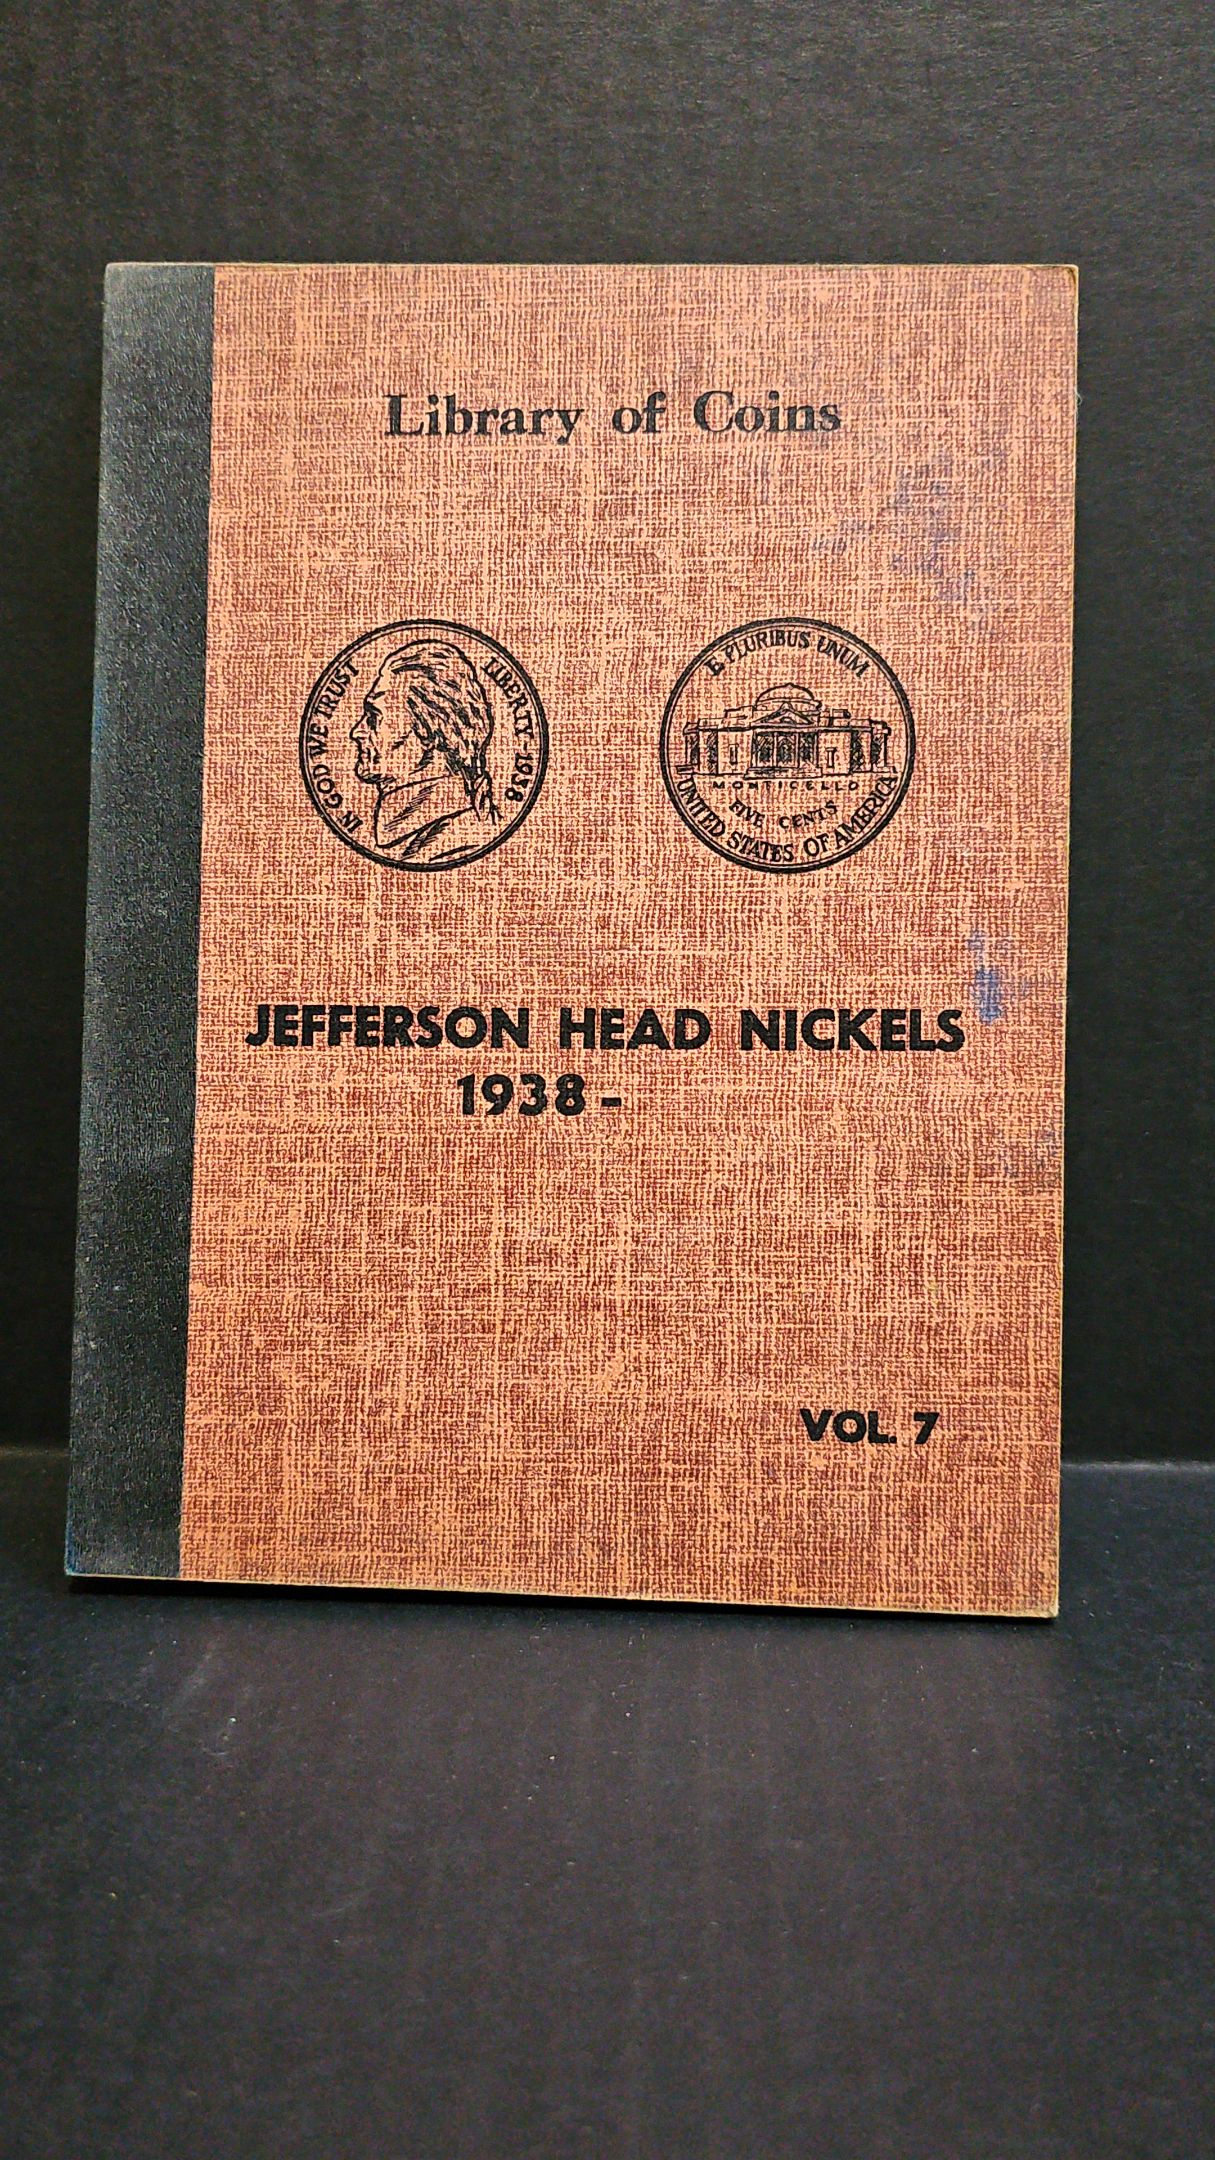 Library of Coins
IN GOD WE TRUST
LIBERTY · 1938
E PLURIBUS UNUM
MONTICELLO
FIVE CENTS
UNITED STATES OF AMERICA
JEFFERSON HEAD NICKELS
1938 -
VOL. 7